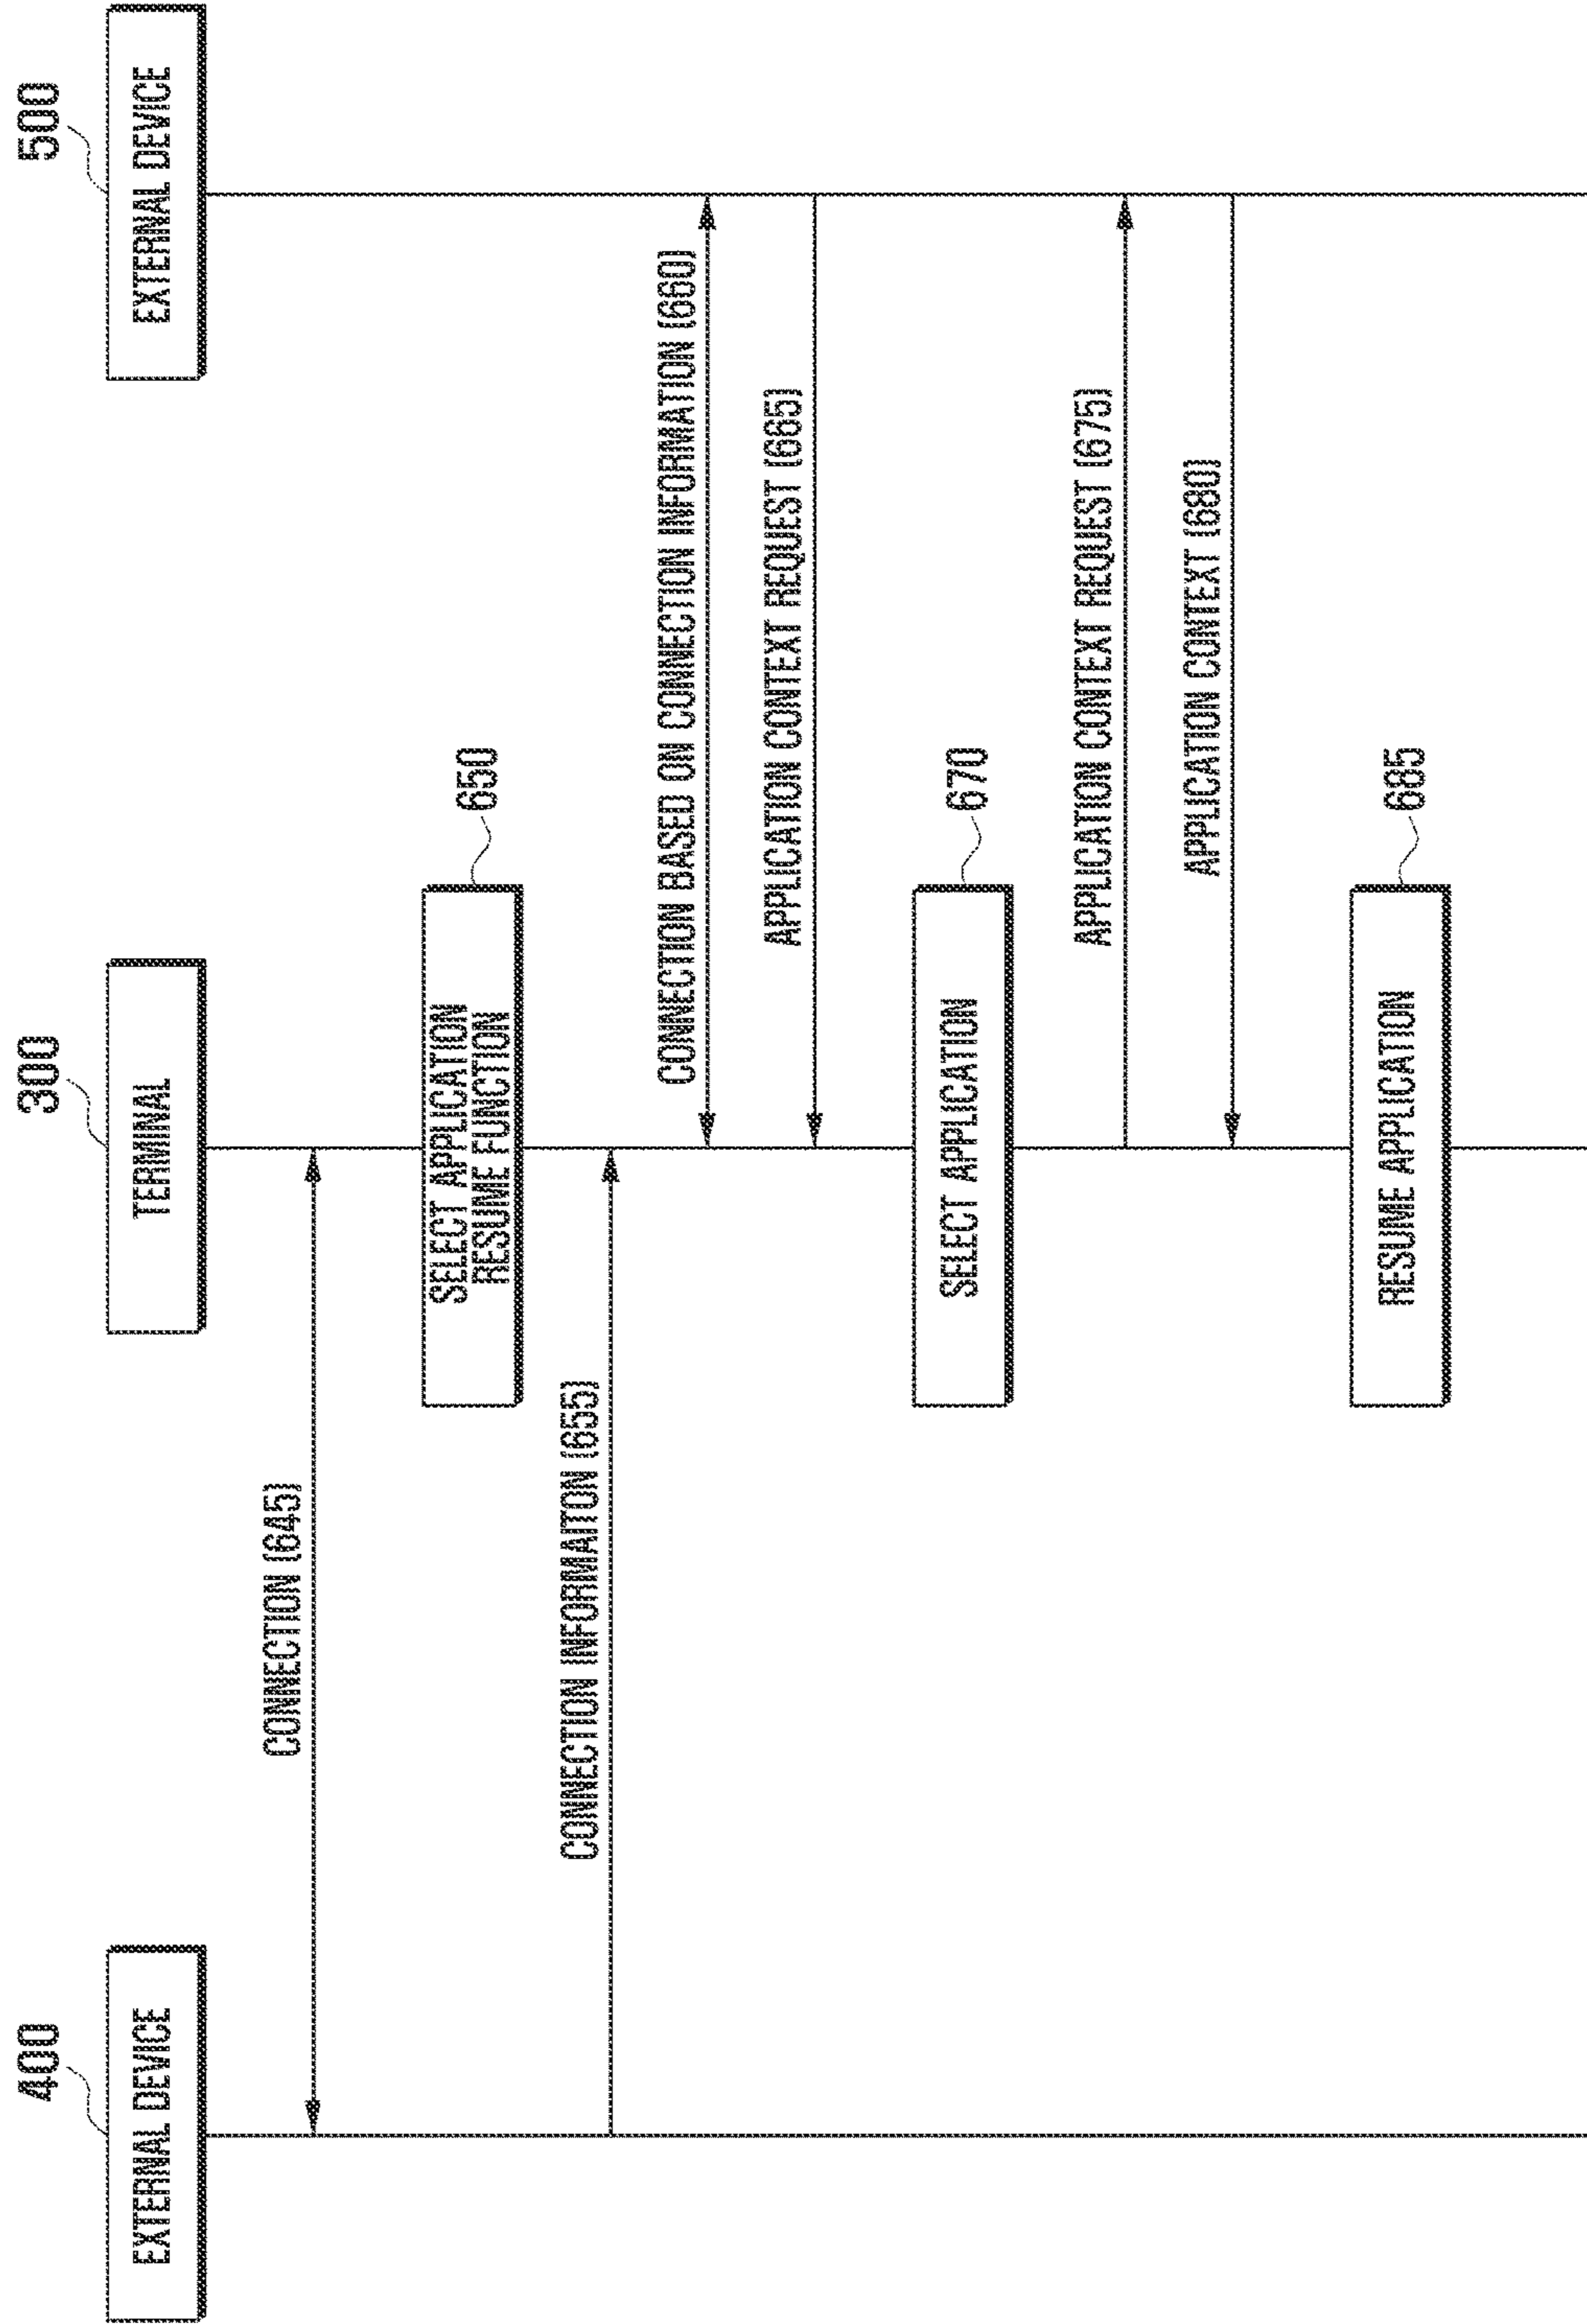 400
300
500
EXTERNAL DEVICE
TERMINAL
EXTERNAL DEVICE
CONNECTION (645)
SELECT APPLICATION
RESUME FUNCTION
650
CONNECTION INFORMAITON (655)
CONNECTION BASED ON CONNECTION INFORMATION (660)
APPLICATION CONTEXT REQUEST (665)
SELECT APPLICATION
670
APPLICATION CONTEXT REQUEST (675)
APPLICATION CONTEXT (680)
RESUME APPLICATION
685